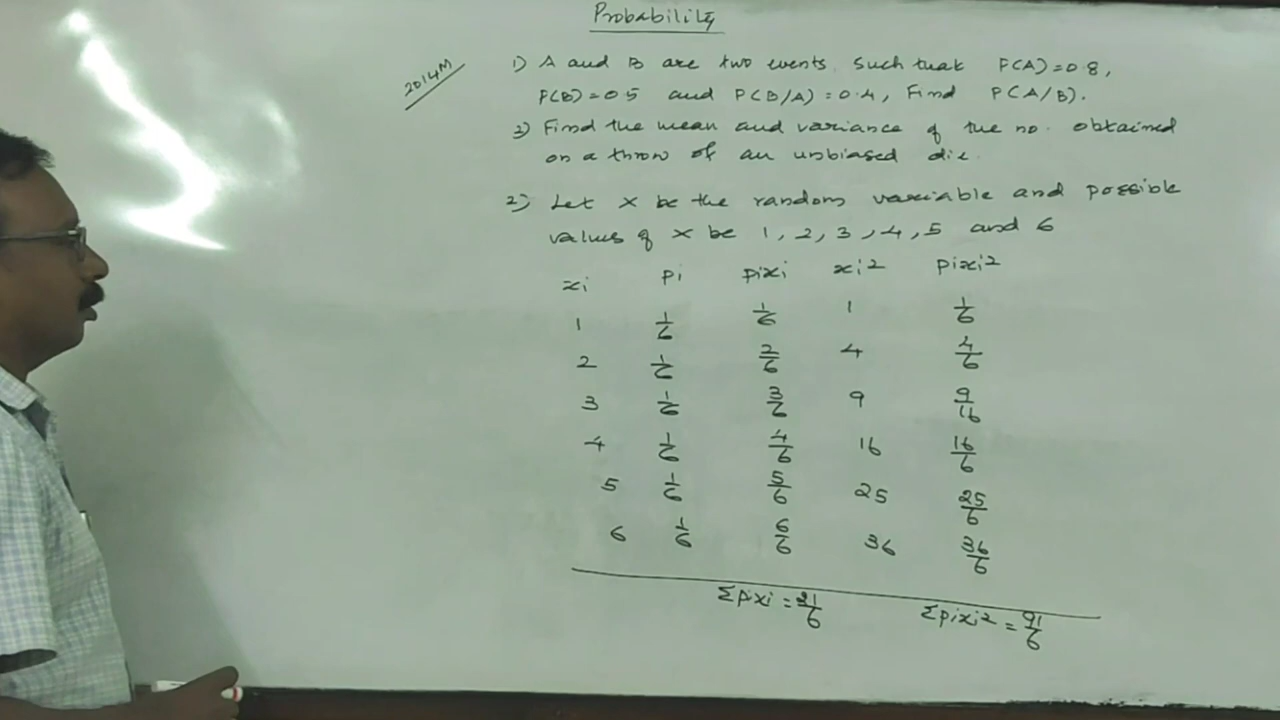 Probability
2014M
1) A and B are two events such that P(A)=0.8,
P(B)=0.5 and P(B/A)=0.4, Find P(A/B).
3) Find the mean and variance of the no. obtained
on a throw of an unbiased die.
2) Let X be the random variable and possible
values of X be 1, 2, 3, 4, 5 and 6
xi pi pixi xi² pixi²
1 1/6 1/6 1 1/6
2 1/6 2/6 4 4/6
3 1/6 3/6 9 9/16
4 1/6 4/6 16 16/6
5 1/6 5/6 25 25/6
6 1/6 6/6 36 36/6
Σpixi = 21/6 Σpixi² = 91/6